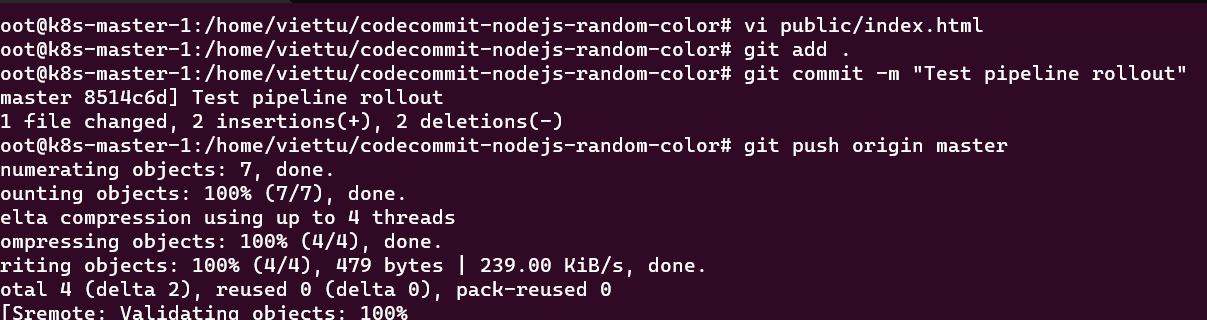 oot@k8s-master-1:/home/viettu/codecommit-nodejs-random-color# vi public/index.html
oot@k8s-master-1:/home/viettu/codecommit-nodejs-random-color# git add .
oot@k8s-master-1:/home/viettu/codecommit-nodejs-random-color# git commit -m "Test pipeline rollout"
master 8514c6d] Test pipeline rollout
1 file changed, 2 insertions(+), 2 deletions(-)
oot@k8s-master-1:/home/viettu/codecommit-nodejs-random-color# git push origin master
numerating objects: 7, done.
ounting objects: 100% (7/7), done.
elta compression using up to 4 threads
ompressing objects: 100% (4/4), done.
riting objects: 100% (4/4), 479 bytes | 239.00 KiB/s, done.
otal 4 (delta 2), reused 0 (delta 0), pack-reused 0
[Sremote: Validating objects: 100%